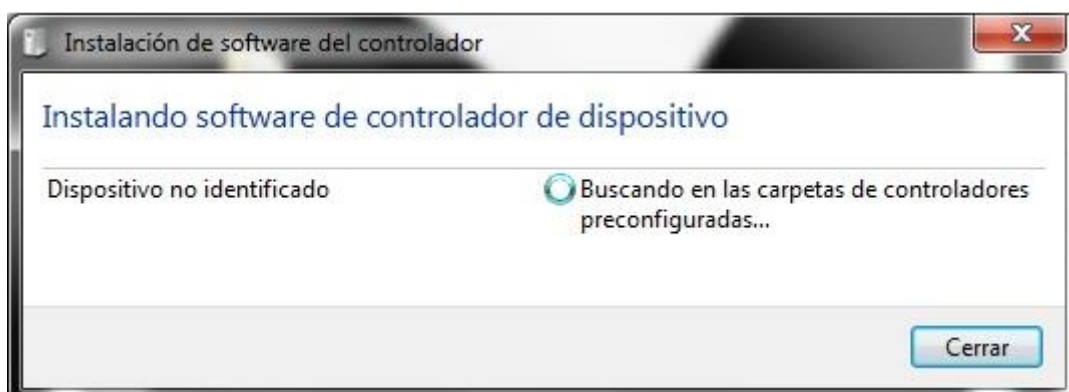 Instalación de software del controlador
Instalando software de controlador de dispositivo
Dispositivo no identificado
Buscando en las carpetas de controladores
preconfiguradas...
Cerrar